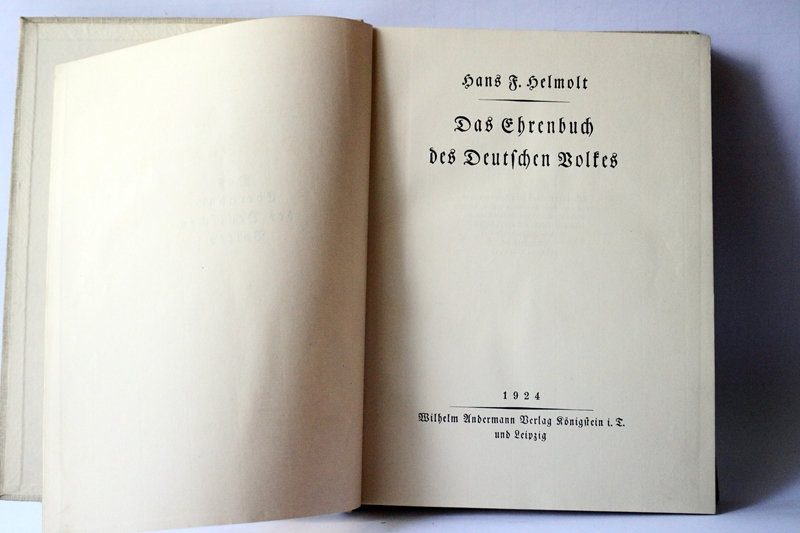 Hans F. Helmolt
Das Ehrenbuch
des Deutschen Volkes
1924
Wilhelm Andermann Verlag Königstein i. T.
und Leipzig